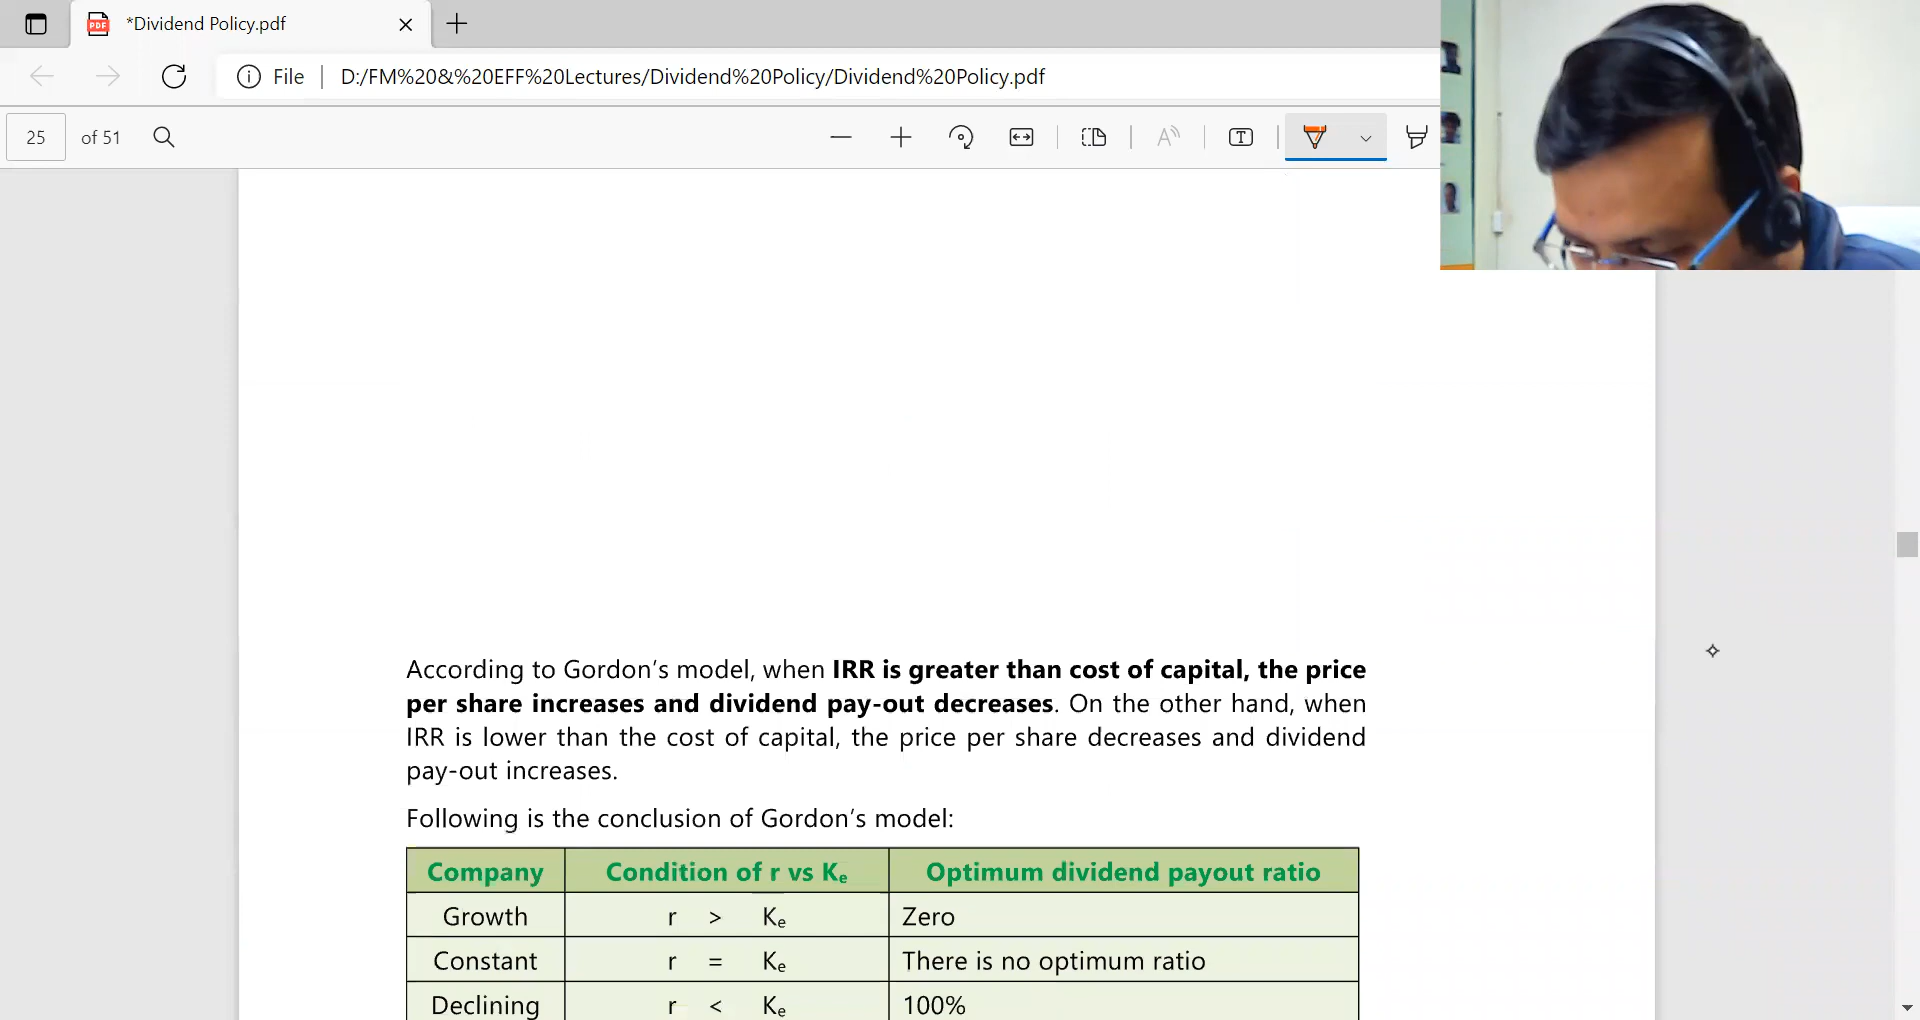 *Dividend Policy.pdf
File D:/FM%20&%20EFF%20Lectures/Dividend%20Policy/Dividend%20Policy.pdf
25 of 51
According to Gordon’s model, when IRR is greater than cost of capital, the price
per share increases and dividend pay-out decreases. On the other hand, when
IRR is lower than the cost of capital, the price per share decreases and dividend
pay-out increases.
Following is the conclusion of Gordon’s model:
Company Condition of r vs Ke Optimum dividend payout ratio
Growth r > Ke Zero
Constant r = Ke There is no optimum ratio
Declining r < Ke 100%